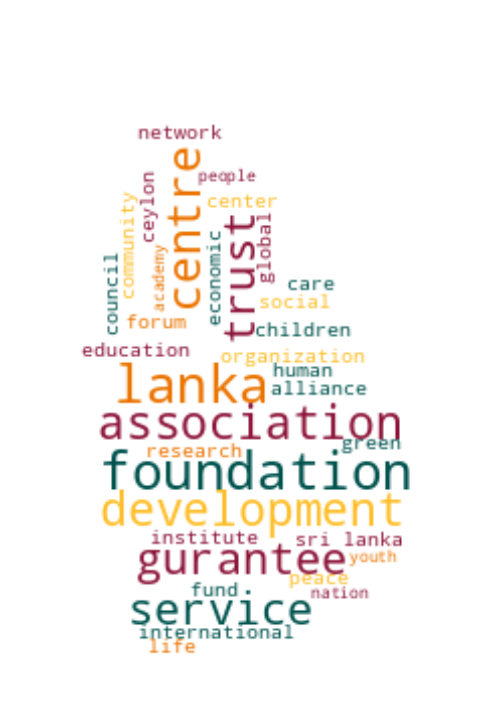 network
centre
people
ceylon
center
community
trust
global
economic
academy
council
care
social
forum
children
education
organization
lanka
human
alliance
association
green
research
foundation
development
institute
sri lanka
gurantee
youth
peace
fund
nation
service
international
life